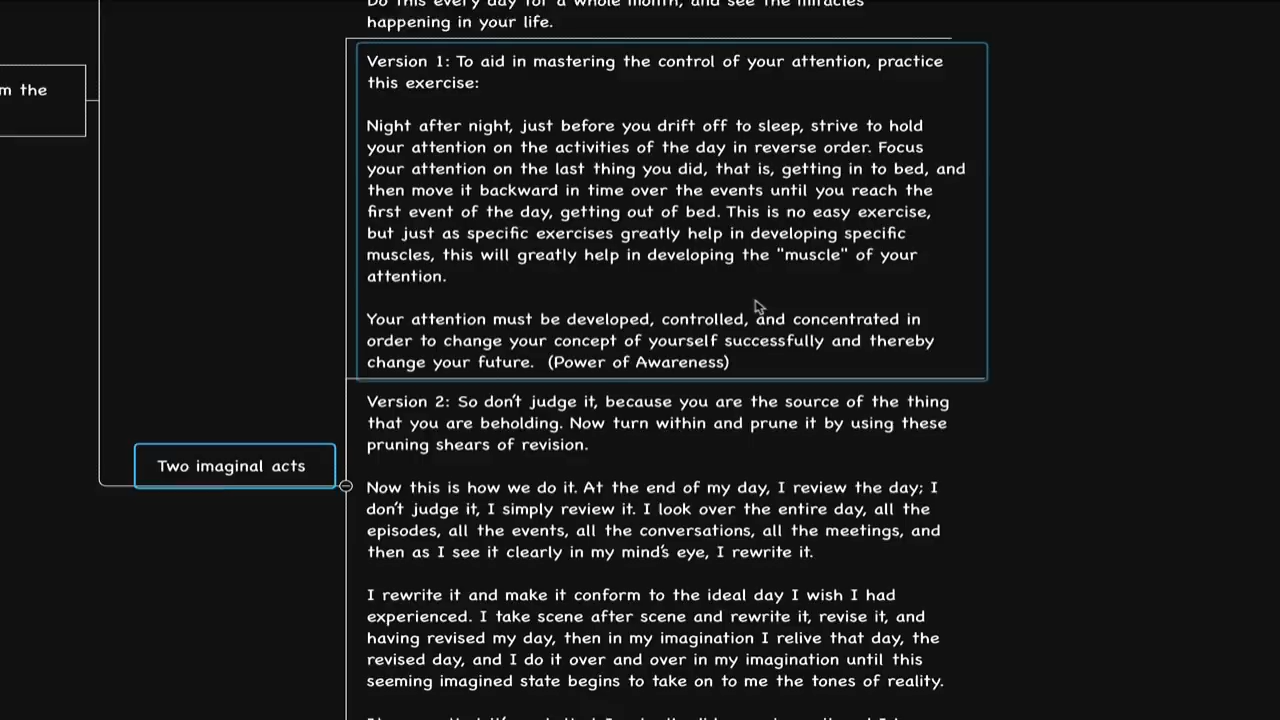 Do this every day for a whole month, and see the miracles
happening in your life.
m the
Version 1: To aid in mastering the control of your attention, practice
this exercise:
Night after night, just before you drift off to sleep, strive to hold
your attention on the activities of the day in reverse order. Focus
your attention on the last thing you did, that is, getting in to bed, and
then move it backward in time over the events until you reach the
first event of the day, getting out of bed. This is no easy exercise,
but just as specific exercises greatly help in developing specific
muscles, this will greatly help in developing the "muscle" of your
attention.
Your attention must be developed, controlled, and concentrated in
order to change your concept of yourself successfully and thereby
change your future.  (Power of Awareness)
Two imaginal acts
Version 2: So don't judge it, because you are the source of the thing
that you are beholding. Now turn within and prune it by using these
pruning shears of revision.
Now this is how we do it. At the end of my day, I review the day; I
don't judge it, I simply review it. I look over the entire day, all the
episodes, all the events, all the conversations, all the meetings, and
then as I see it clearly in my mind's eye, I rewrite it.
I rewrite it and make it conform to the ideal day I wish I had
experienced. I take scene after scene and rewrite it, revise it, and
having revised my day, then in my imagination I relive that day, the
revised day, and I do it over and over in my imagination until this
seeming imagined state begins to take on to me the tones of reality.